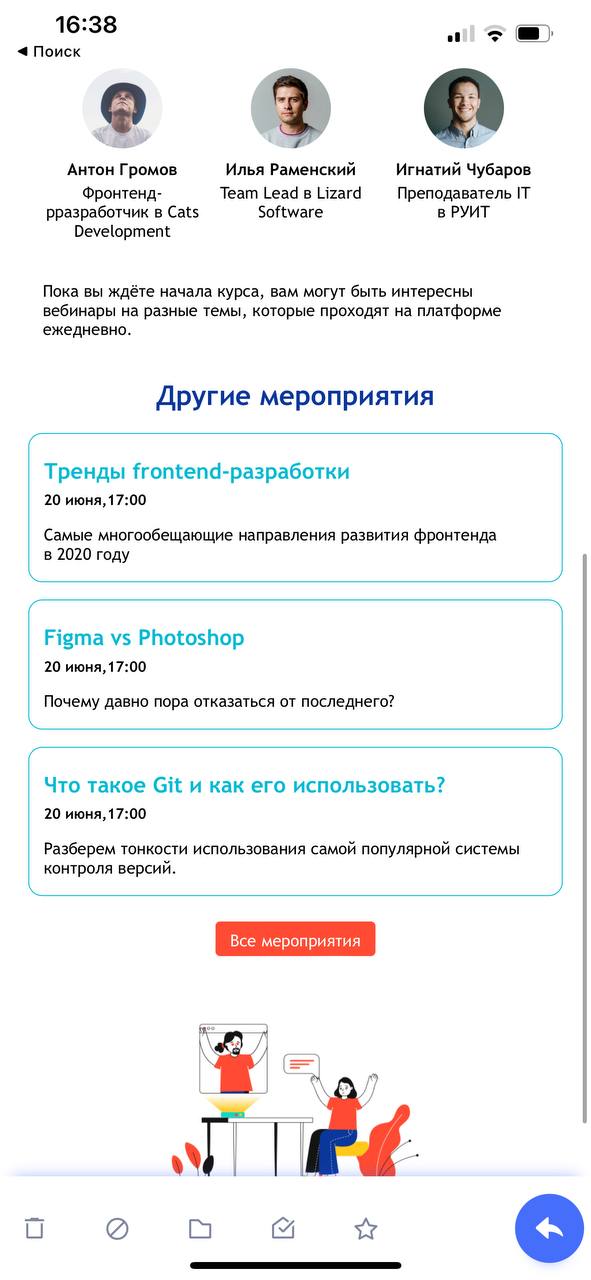 16:38
◀ Поиск
Антон Громов
Илья Раменский
Игнатий Чубаров
Фронтенд-
рразработчик в Cats
Development
Team Lead в Lizard
Software
Преподаватель IT
в РУИТ
Пока вы ждёте начала курса, вам могут быть интересны
вебинары на разные темы, которые проходят на платформе
ежедневно.
Другие мероприятия
Тренды frontend-разработки
20 июня,17:00
Самые многообещающие направления развития фронтенда
в 2020 году
Figma vs Photoshop
20 июня,17:00
Почему давно пора отказаться от последнего?
Что такое Git и как его использовать?
20 июня,17:00
Разберем тонкости использования самой популярной системы
контроля версий.
Все мероприятия